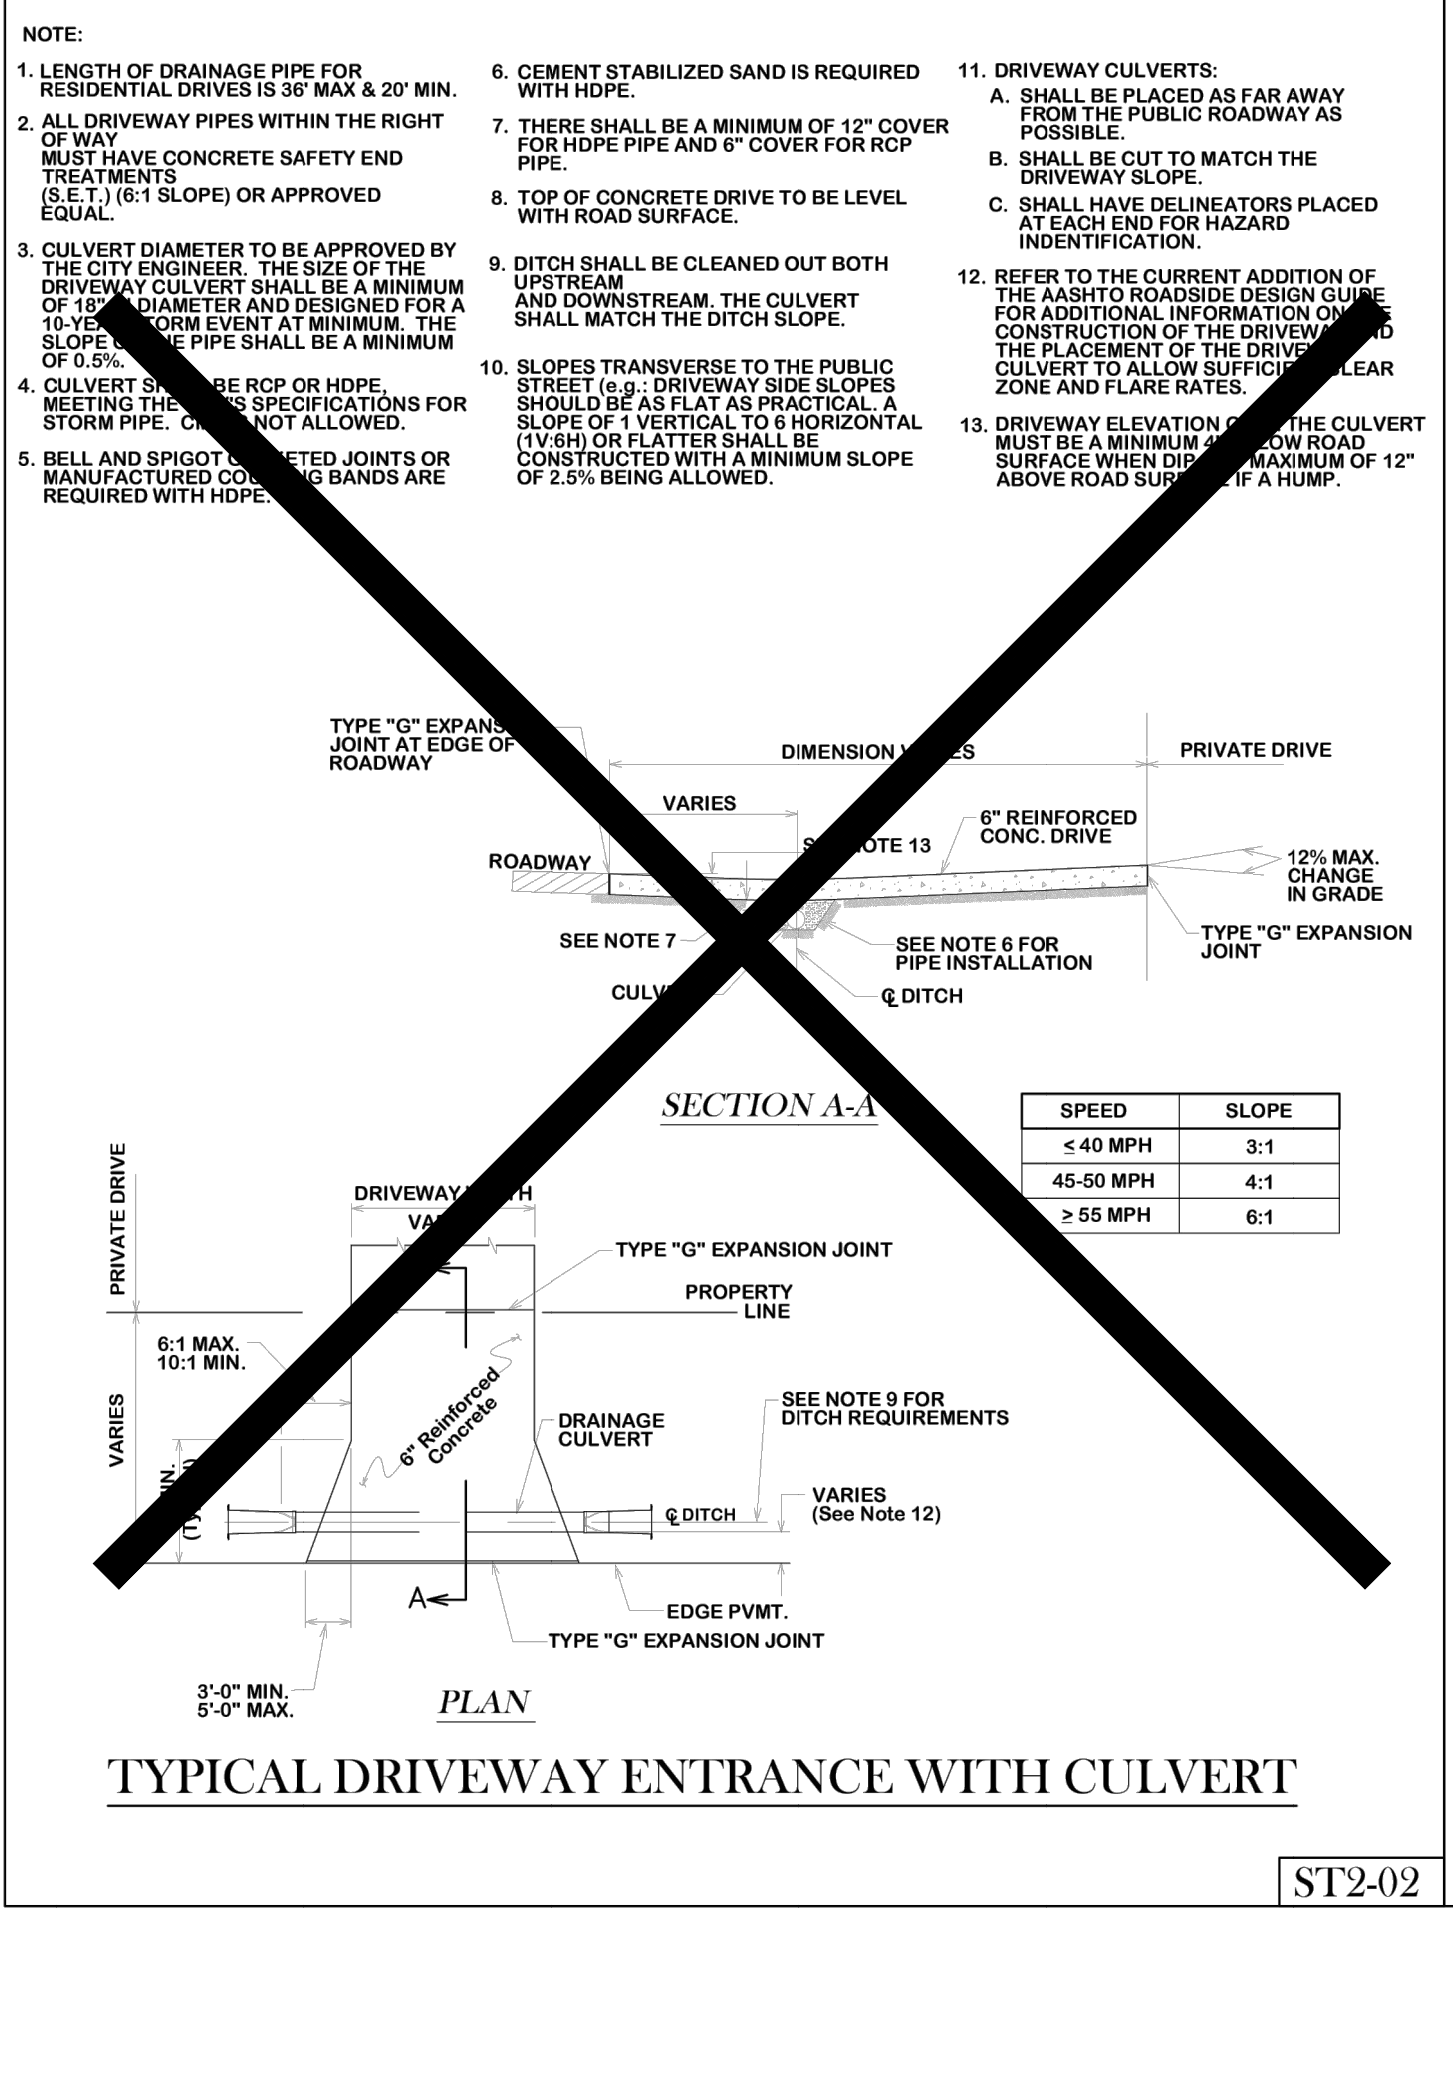 NOTE:
1. LENGTH OF DRAINAGE PIPE FOR
RESIDENTIAL DRIVES IS 36' MAX & 20' MIN.
2. ALL DRIVEWAY PIPES WITHIN THE RIGHT
OF WAY
MUST HAVE CONCRETE SAFETY END
TREATMENTS
(S.E.T.) (6:1 SLOPE) OR APPROVED
EQUAL.
3. CULVERT DIAMETER TO BE APPROVED BY
THE CITY ENGINEER. THE SIZE OF THE
DRIVEWAY CULVERT SHALL BE A MINIMUM
OF 18" DIAMETER AND DESIGNED FOR A
10-YEAR STORM EVENT AT MINIMUM. THE
SLOPE PIPE SHALL BE A MINIMUM
OF 0.5%.
4. CULVERT SHALL BE RCP OR HDPE,
MEETING THE SPECIFICATIONS FOR
STORM PIPE. NOT ALLOWED.
5. BELL AND SPIGOT JOINTS OR
MANUFACTURED BANDS ARE
REQUIRED WITH HDPE.
6. CEMENT STABILIZED SAND IS REQUIRED
WITH HDPE.
7. THERE SHALL BE A MINIMUM OF 12" COVER
FOR HDPE PIPE AND 6" COVER FOR RCP
PIPE.
8. TOP OF CONCRETE DRIVE TO BE LEVEL
WITH ROAD SURFACE.
9. DITCH SHALL BE CLEANED OUT BOTH
UPSTREAM
AND DOWNSTREAM. THE CULVERT
SHALL MATCH THE DITCH SLOPE.
10. SLOPES TRANSVERSE TO THE PUBLIC
STREET (e.g.: DRIVEWAY SIDE SLOPES
SHOULD BE AS FLAT AS PRACTICAL. A
SLOPE OF 1 VERTICAL TO 6 HORIZONTAL
(1V:6H) OR FLATTER SHALL BE
CONSTRUCTED WITH A MINIMUM SLOPE
OF 2.5% BEING ALLOWED.
11. DRIVEWAY CULVERTS:
A. SHALL BE PLACED AS FAR AWAY
FROM THE PUBLIC ROADWAY AS
POSSIBLE.
B. SHALL BE CUT TO MATCH THE
DRIVEWAY SLOPE.
C. SHALL HAVE DELINEATORS PLACED
AT EACH END FOR HAZARD
INDENTIFICATION.
12. REFER TO THE CURRENT ADDITION OF
THE AASHTO ROADSIDE DESIGN GUIDE
FOR ADDITIONAL INFORMATION ON
CONSTRUCTION OF THE DRIVEWAY AND
THE PLACEMENT OF THE DRIVEWAY
CULVERT TO ALLOW SUFFICIENT CLEAR
ZONE AND FLARE RATES.
13. DRIVEWAY ELEVATION THE CULVERT
MUST BE A MINIMUM BELOW ROAD
SURFACE WHEN MAXIMUM OF 12"
ABOVE ROAD SURFACE IF A HUMP.
TYPE "G" EXPANSION
JOINT AT EDGE OF
ROADWAY
DIMENSION VARIES
PRIVATE DRIVE
VARIES
6" REINFORCED
CONC. DRIVE
SEE NOTE 13
ROADWAY
12% MAX.
CHANGE
IN GRADE
SEE NOTE 7
SEE NOTE 6 FOR
PIPE INSTALLATION
TYPE "G" EXPANSION
JOINT
CULVERT
℄ DITCH
SECTION A-A
SPEED SLOPE
≤ 40 MPH 3:1
45-50 MPH 4:1
≥ 55 MPH 6:1
PRIVATE DRIVE
DRIVEWAY WIDTH
VARIES
TYPE "G" EXPANSION JOINT
PROPERTY
LINE
6:1 MAX.
10:1 MIN.
VARIES
6" Reinforced
Concrete
DRAINAGE
CULVERT
SEE NOTE 9 FOR
DITCH REQUIREMENTS
MIN.
℄ DITCH
VARIES
(See Note 12)
A
EDGE PVMT.
TYPE "G" EXPANSION JOINT
3'-0" MIN.
5'-0" MAX.
PLAN
TYPICAL DRIVEWAY ENTRANCE WITH CULVERT
ST2-02